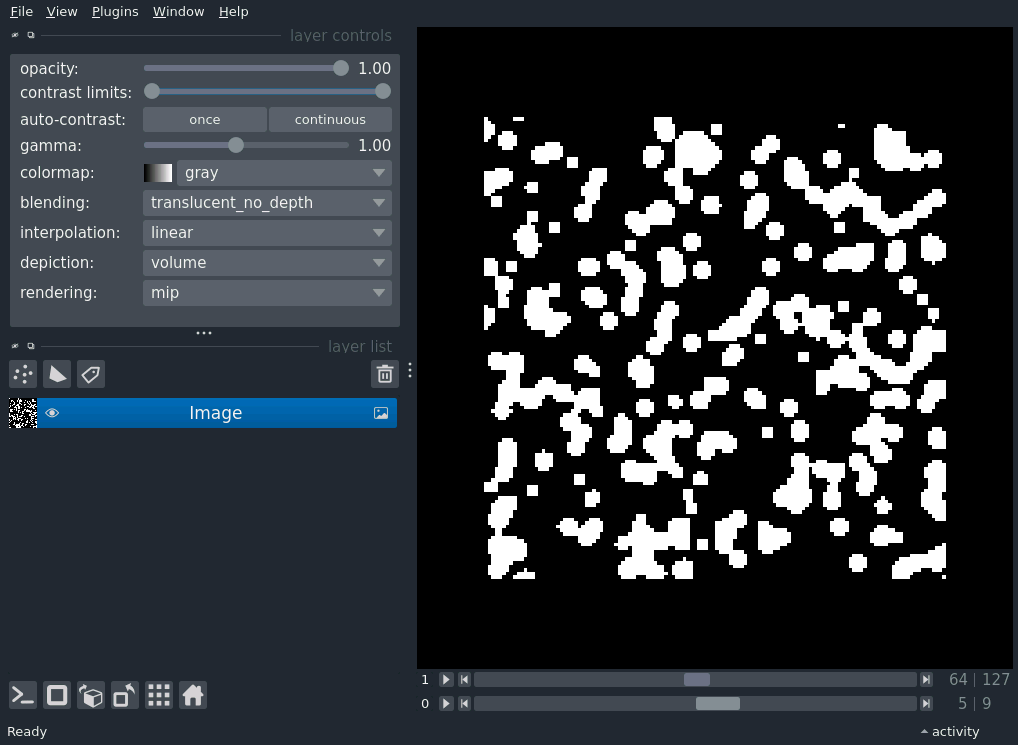 File View Plugins Window Help
layer controls
opacity: 1.00
contrast limits:
auto-contrast: once continuous
gamma: 1.00
colormap: gray
blending: translucent_no_depth
interpolation: linear
depiction: volume
rendering: mip
layer list
Image
1 64 | 127
0 5 | 9
Ready activity